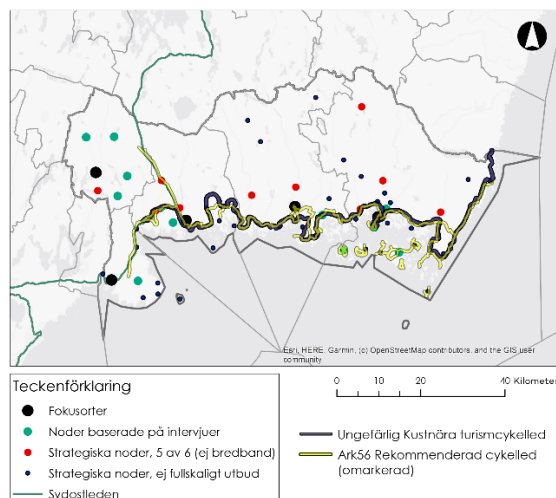 Esri, HERE, Garmin, (c) OpenStreetMap contributors, and the GIS user
community
Teckenförklaring
Fokusorter
Noder baserade på intervjuer
Strategiska noder, 5 av 6 (ej bredband)
Strategiska noder, ej fullskaligt utbud
Sydostleden
0 10 20 40 Kilometer
Ungefärlig Kustnära turismcykelled
Ark56 Rekommenderad cykelled
(omarkerad)